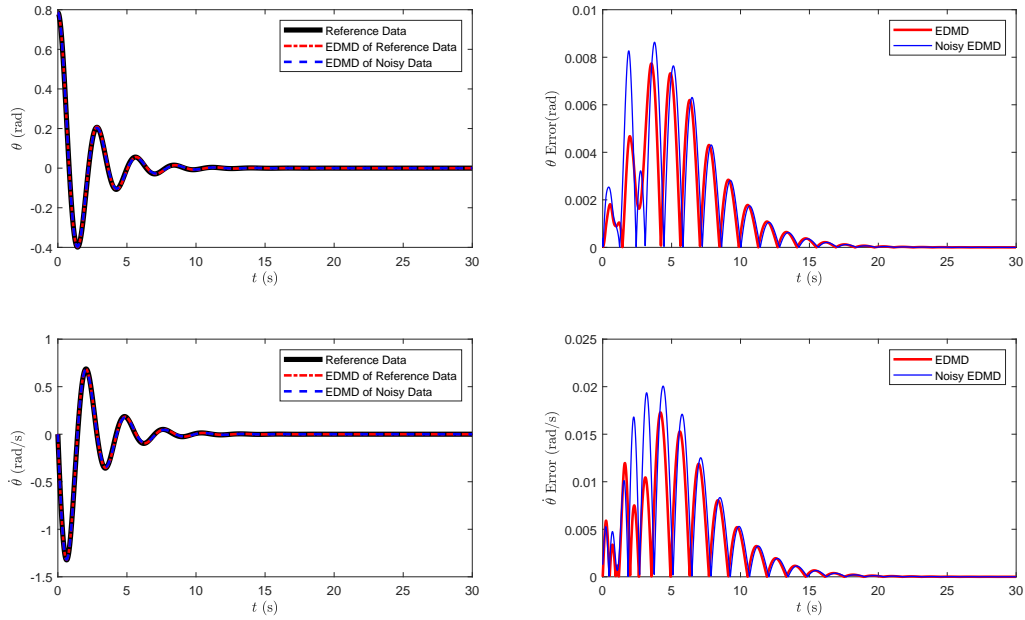 0.8
0.6
0.4
0.2
0
-0.2
-0.4
θ (rad)
Reference Data
EDMD of Reference Data
EDMD of Noisy Data
0 5 10 15 20 25 30
t (s)
0.01
0.008
0.006
0.004
0.002
0
θ Error(rad)
EDMD
Noisy EDMD
0 5 10 15 20 25 30
t (s)
1
0.5
0
-0.5
-1
-1.5
θ̇ (rad/s)
Reference Data
EDMD of Reference Data
EDMD of Noisy Data
0 5 10 15 20 25 30
t (s)
0.025
0.02
0.015
0.01
0.005
0
θ̇ Error (rad/s)
EDMD
Noisy EDMD
0 5 10 15 20 25 30
t (s)